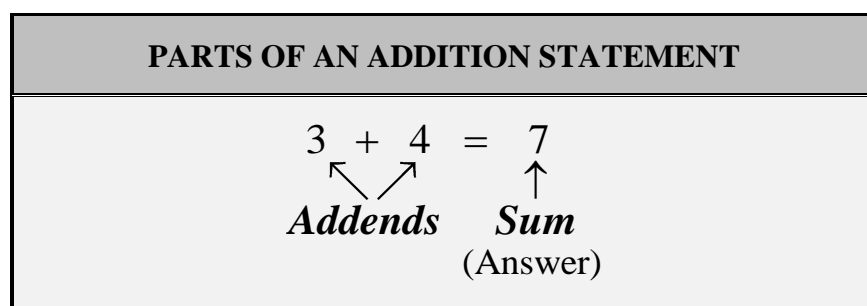 PARTS OF AN ADDITION STATEMENT
3 + 4 = 7
Addends Sum
(Answer)